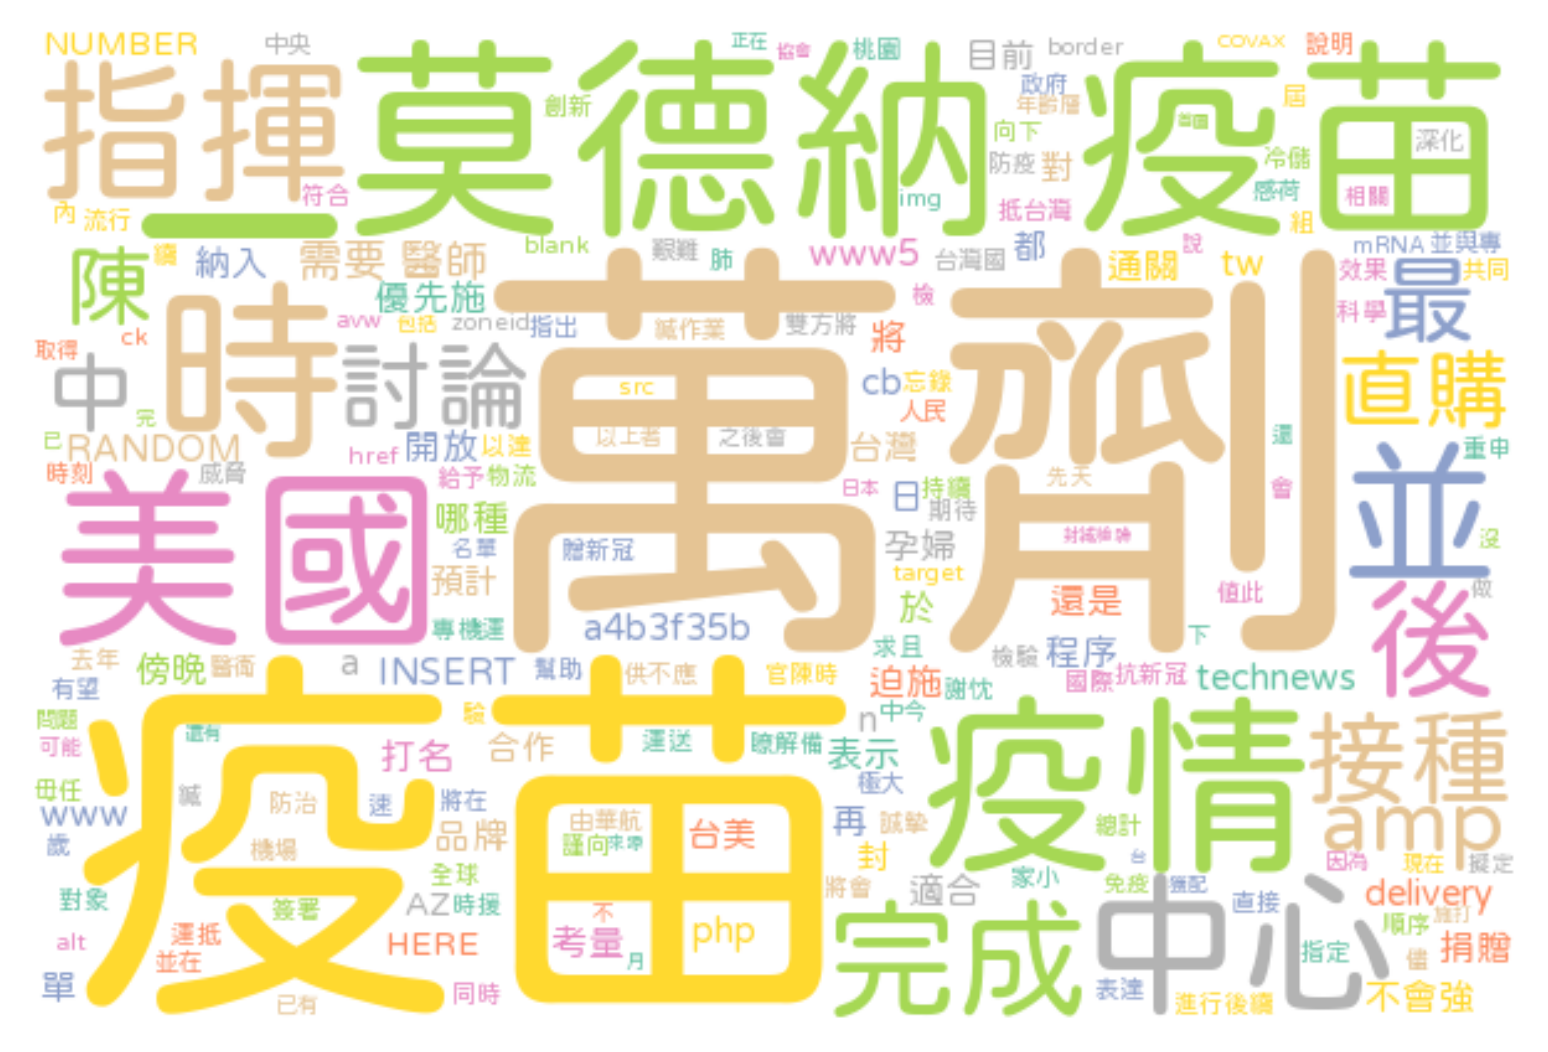 NUMBER
中央
正在
協會
桃園
目前
border
COVAX
說明
指揮
莫德納
疫苗
創新
政府
年齡層
屆
向下
深化
防疫
對
冷儲
感荷
img
符合
抵台灣
相關
組
內
流行
一
blank
艱難
肺
www5
台灣國
都
說
mRNA
並與專
陳
納入
需要
醫師
通關
tw
效果
共同
優先施
檢
科學
最
avw
包括
zoneid
指出
緘作業
雙方將
將
取得
ck
中
時
討論
萬
劑
src
cb
忘錄
人民
直購
完
已
RANDOM
href
開放
以達
以上者
之後會
台灣
還
重申
時刻
威脅
給予
物流
日本
先天
會
美國
哪種
日
持續
期待
並
沒
名單
贈新冠
孕婦
預計
target
值此
做
於
還是
後
專機運
a4b3f35b
求且
下
去年
傍晚
醫衛
a
INSERT
幫助
供不應
官陳時
檢驗
程序
有望
迫施
謝忱
國際
抗新冠
technews
疫苗
問題
還有
驗
n
中今
疫情
接種
可能
打名
合作
運送
瞭解備
表示
毋任
極大
www
緘
防治
速
將在
amp
歲
品牌
由華航
台美
再
誠摯
總計
機場
謹向
來源
封
台
因為
現在
擬定
全球
將會
適合
家小
免疫
獲配
對象
簽署
AZ
時援
直接
delivery
不
完成
中心
順序
施打
alt
運抵
HERE
考量
php
指定
捐贈
並在
月
儘
單
已有
同時
表達
進行後續
不會強